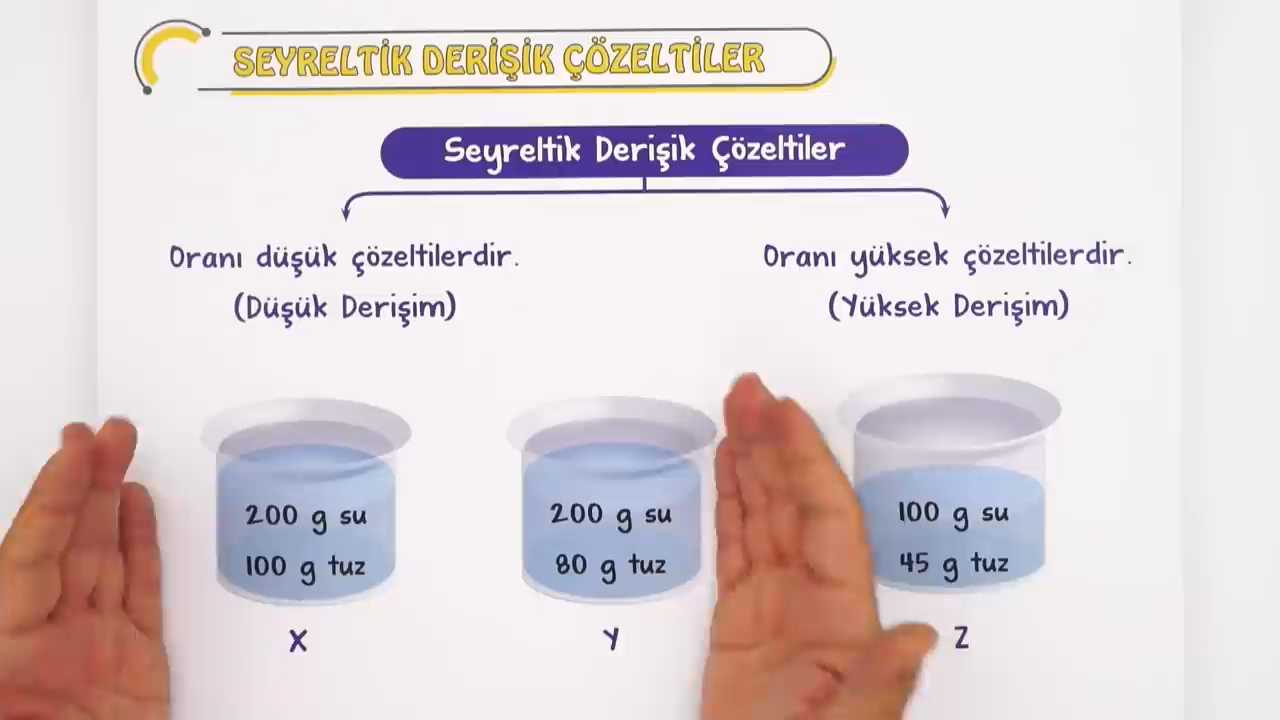 SEYRELTİK DERİŞİK ÇÖZELTİLER
Seyreltik Derişik Çözeltiler
Oranı düşük çözeltilerdir.
(Düşük Derişim)
Oranı yüksek çözeltilerdir.
(Yüksek Derişim)
200 g su
100 g tuz
X
200 g su
80 g tuz
Y
100 g su
45 g tuz
Z